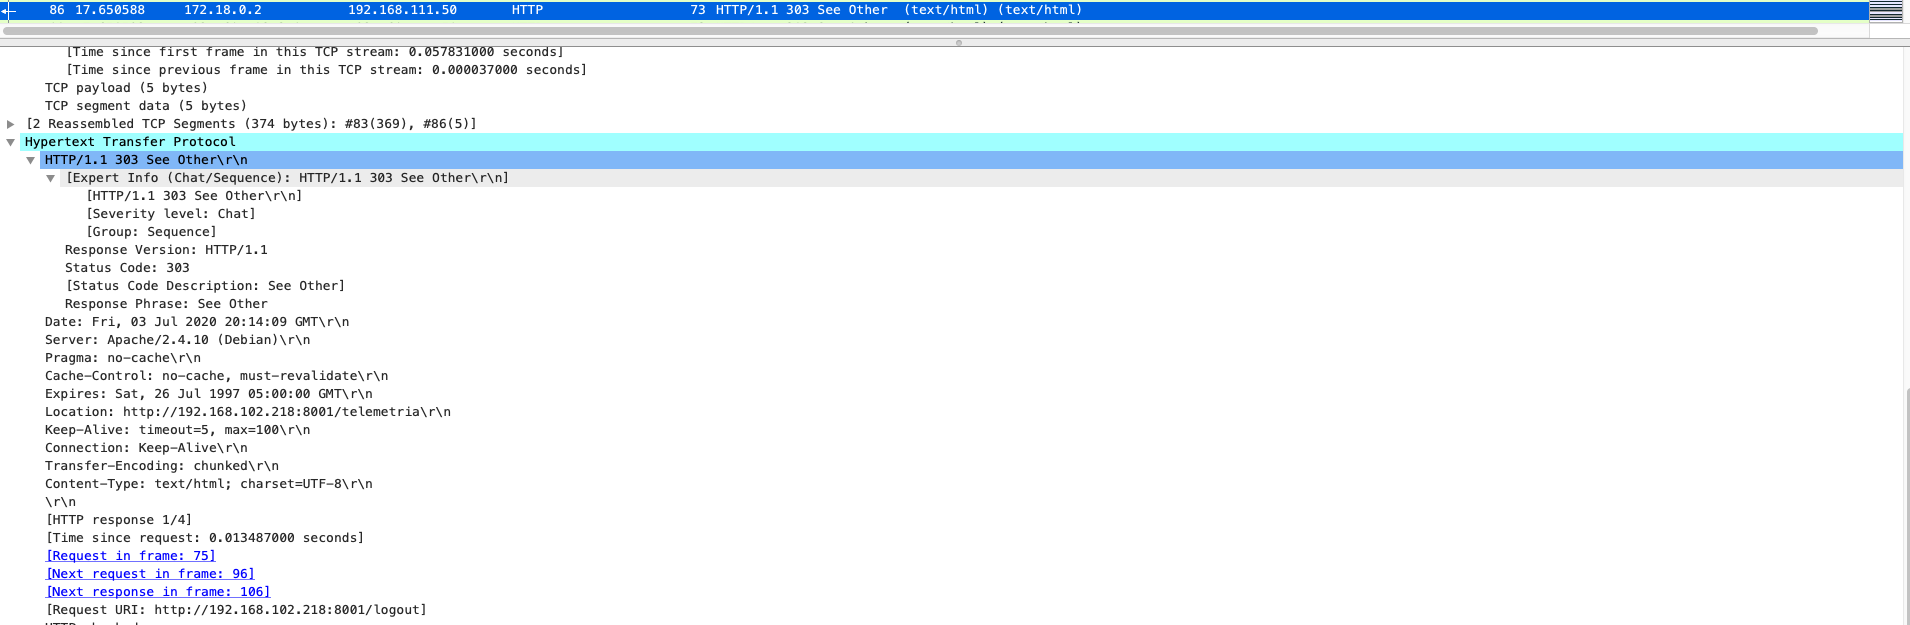 86 17.650588 172.18.0.2 192.168.111.50 HTTP 73 HTTP/1.1 303 See Other (text/html) (text/html)
[Time since first frame in this TCP stream: 0.057831000 seconds]
[Time since previous frame in this TCP stream: 0.000037000 seconds]
TCP payload (5 bytes)
TCP segment data (5 bytes)
[2 Reassembled TCP Segments (374 bytes): #83(369), #86(5)]
Hypertext Transfer Protocol
HTTP/1.1 303 See Other\r\n
[Expert Info (Chat/Sequence): HTTP/1.1 303 See Other\r\n]
[HTTP/1.1 303 See Other\r\n]
[Severity level: Chat]
[Group: Sequence]
Response Version: HTTP/1.1
Status Code: 303
[Status Code Description: See Other]
Response Phrase: See Other
Date: Fri, 03 Jul 2020 20:14:09 GMT\r\n
Server: Apache/2.4.10 (Debian)\r\n
Pragma: no-cache\r\n
Cache-Control: no-cache, must-revalidate\r\n
Expires: Sat, 26 Jul 1997 05:00:00 GMT\r\n
Location: http://192.168.102.218:8001/telemetria\r\n
Keep-Alive: timeout=5, max=100\r\n
Connection: Keep-Alive\r\n
Transfer-Encoding: chunked\r\n
Content-Type: text/html; charset=UTF-8\r\n
\r\n
[HTTP response 1/4]
[Time since request: 0.013487000 seconds]
[Request in frame: 75]
[Next request in frame: 96]
[Next response in frame: 106]
[Request URI: http://192.168.102.218:8001/logout]